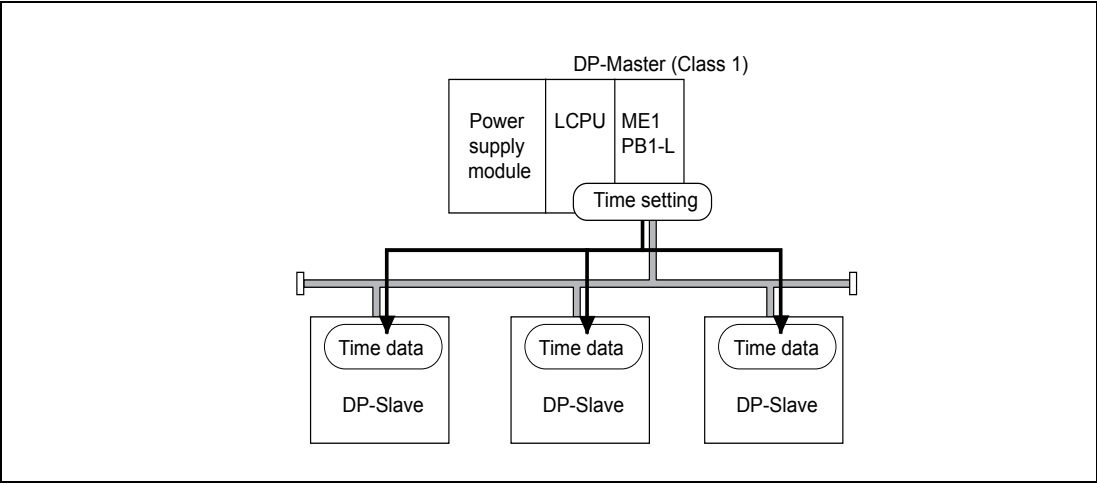 DP-Master (Class 1)
Power
supply
module
LCPU
ME1
PB1-L
Time setting
Time data
Time data
Time data
DP-Slave
DP-Slave
DP-Slave